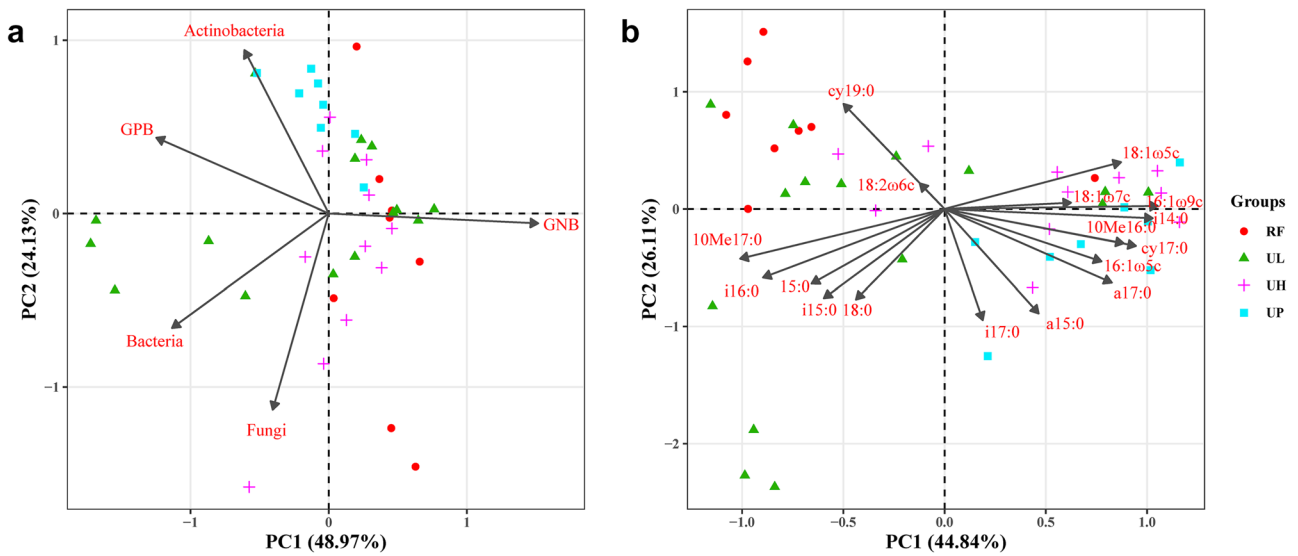 a
Actinobacteria
GPB
GNB
Bacteria
Fungi
1
0
−1
PC2 (24.13%)
−1
0
1
PC1 (48.97%)
b
cy19:0
18:2ω6c
18:1ω5c
18:1ω7c
16:1ω9c
i14:0
10Me16:0
cy17:0
16:1ω5c
a17:0
10Me17:0
i16:0
15:0
i15:0
18:0
i17:0
a15:0
1
0
−1
−2
PC2 (26.11%)
−1.0
−0.5
0.0
0.5
1.0
PC1 (44.84%)
Groups
RF
UL
UH
UP